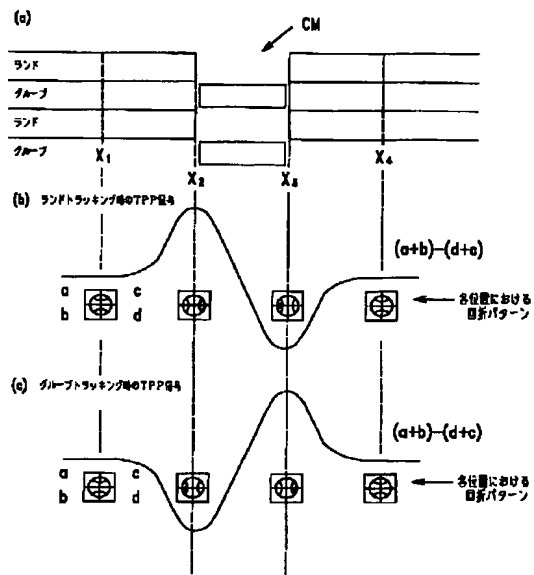 (a)
CM
ランド
グルーブ
ランド
グルーブ
X₁
X₂
X₃
X₄
(b) ランドトラッキング時のTPP信号
(a+b)−(d+c)
a c
b d
各位置における
回折パターン
(c) グルーブトラッキング時のTPP信号
(a+b)−(d+c)
a c
b d
各位置における
回折パターン